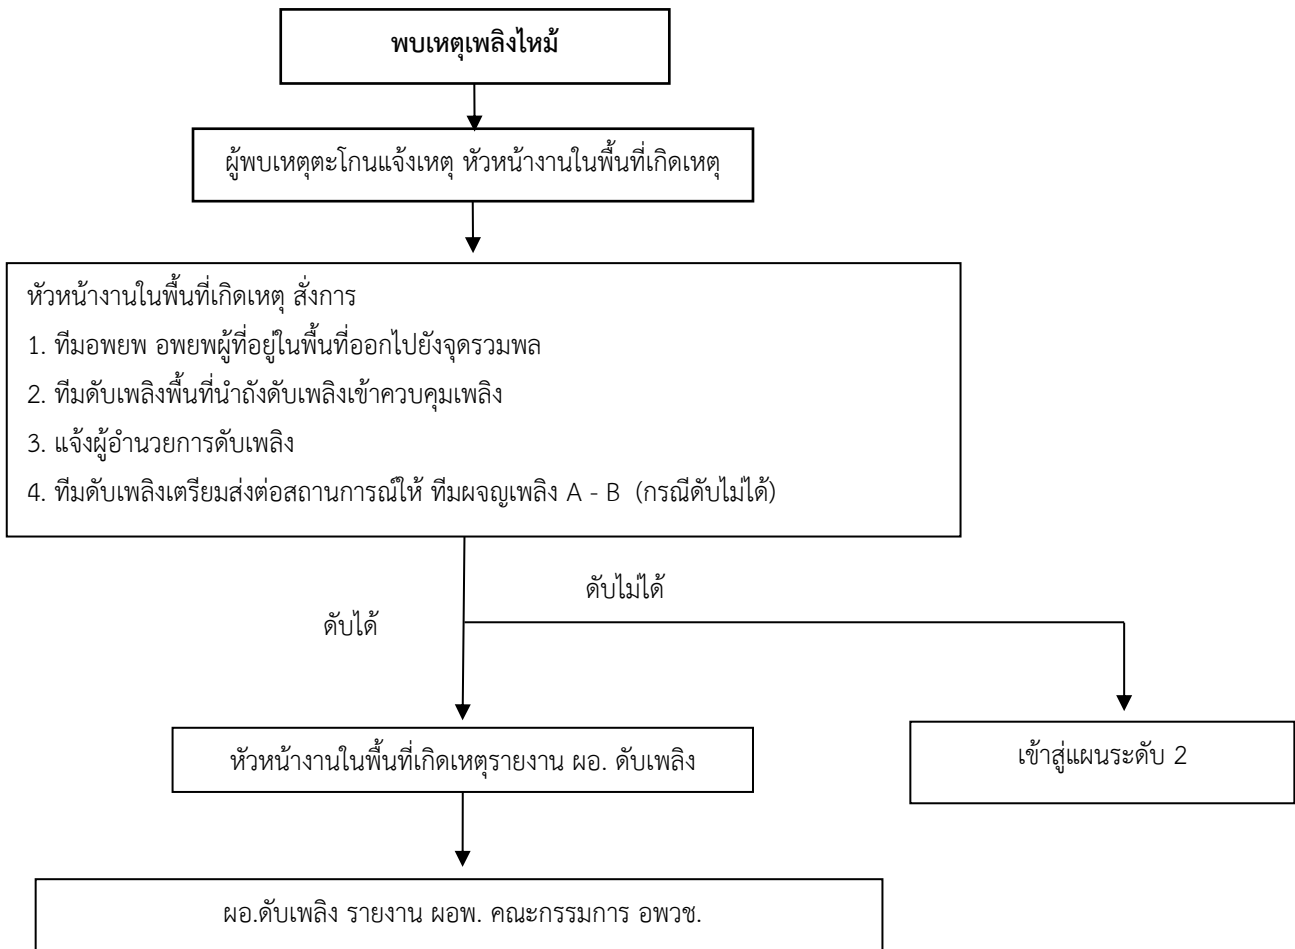 พบเหตุเพลิงไหม้
ผู้พบเหตุตะโกนแจ้งเหตุ หัวหน้างานในพื้นที่เกิดเหตุ
หัวหน้างานในพื้นที่เกิดเหตุ สั่งการ
1. ทีมอพยพ อพยพผู้ที่อยู่ในพื้นที่ออกไปยังจุดรวมพล
2. ทีมดับเพลิงพื้นที่นำถังดับเพลิงเข้าควบคุมเพลิง
3. แจ้งผู้อำนวยการดับเพลิง
4. ทีมดับเพลิงเตรียมส่งต่อสถานการณ์ให้ ทีมผจญเพลิง A - B (กรณีดับไม่ได้)
ดับไม่ได้
ดับได้
หัวหน้างานในพื้นที่เกิดเหตุรายงาน ผอ. ดับเพลิง
เข้าสู่แผนระดับ 2
ผอ.ดับเพลิง รายงาน ผอพ. คณะกรรมการ อพวช.